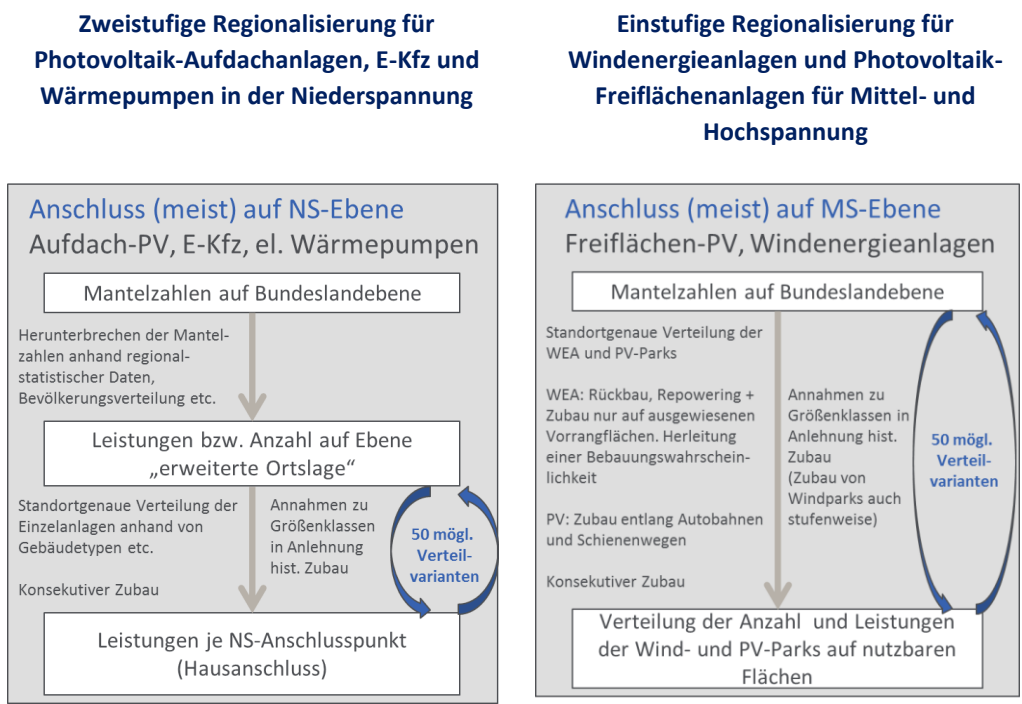 Zweistufige Regionalisierung für
Photovoltaik-Aufdachanlagen, E-Kfz und
Wärmepumpen in der Niederspannung
Anschluss (meist) auf NS-Ebene
Aufdach-PV, E-Kfz, el. Wärmepumpen
Mantelzahlen auf Bundeslandebene
Herunterbrechen der Mantel-
zahlen anhand regional-
statistischer Daten,
Bevölkerungsverteilung etc.
Leistungen bzw. Anzahl auf Ebene
„erweiterte Ortslage“
Standortgenaue Verteilung der
Einzelanlagen anhand von
Gebäudetypen etc.
Konsekutiver Zubau
Annahmen zu
Größenklassen
in Anlehnung
hist. Zubau
50 mögl.
Verteil-
varianten
Leistungen je NS-Anschlusspunkt
(Hausanschluss)
Einstufige Regionalisierung für
Windenergieanlagen und Photovoltaik-
Freiflächenanlagen für Mittel- und
Hochspannung
Anschluss (meist) auf MS-Ebene
Freiflächen-PV, Windenergieanlagen
Mantelzahlen auf Bundeslandebene
Standortgenaue Verteilung der
WEA und PV-Parks
WEA: Rückbau, Repowering +
Zubau nur auf ausgewiesenen
Vorrangflächen. Herleitung
einer Bebauungswahrschein-
lichkeit
PV: Zubau entlang Autobahnen
und Schienenwegen
Konsekutiver Zubau
Annahmen zu
Größenklassen in
Anlehnung hist.
Zubau
(Zubau von
Windparks auch
stufenweise)
50 mögl.
Verteil-
varianten
Verteilung der Anzahl und Leistungen
der Wind- und PV-Parks auf nutzbaren
Flächen